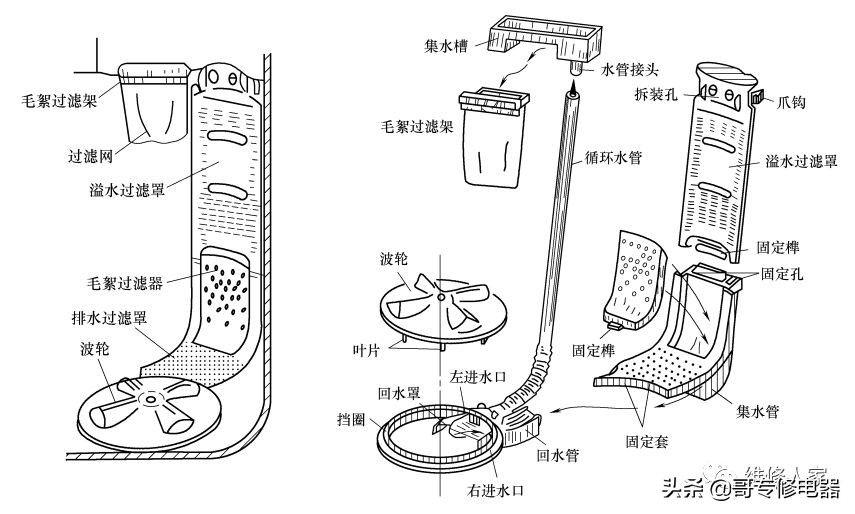 毛絮过滤架
过滤网
溢水过滤罩
毛絮过滤器
排水过滤罩
波轮
集水槽
水管接头
毛絮过滤架
循环水管
波轮
叶片
左进水口
回水罩
挡圈
回水管
右进水口
拆装孔
爪钩
溢水过滤罩
固定榫
固定孔
固定榫
集水管
固定套
维修人家
头条 @哥专修电器